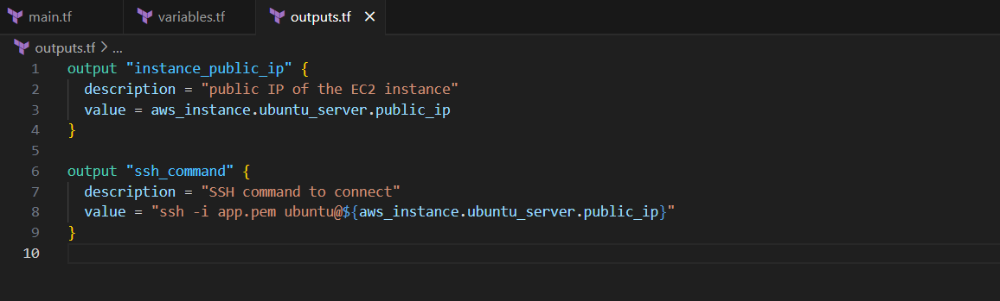 main.tf variables.tf outputs.tf ×
outputs.tf > ...
1 output "instance_public_ip" {
2   description = "public IP of the EC2 instance"
3   value = aws_instance.ubuntu_server.public_ip
4 }
5
6 output "ssh_command" {
7   description = "SSH command to connect"
8   value = "ssh -i app.pem ubuntu@${aws_instance.ubuntu_server.public_ip}"
9 }
10